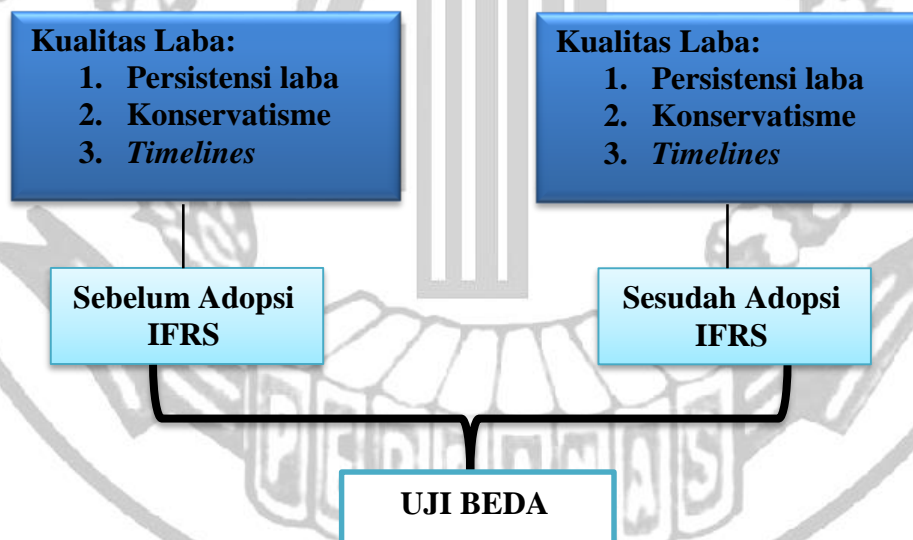 Kualitas Laba:
1. Persistensi laba
2. Konservatisme
3. Timelines
Kualitas Laba:
1. Persistensi laba
2. Konservatisme
3. Timelines
Sebelum Adopsi
IFRS
Sesudah Adopsi
IFRS
PERBANAS
UJI BEDA